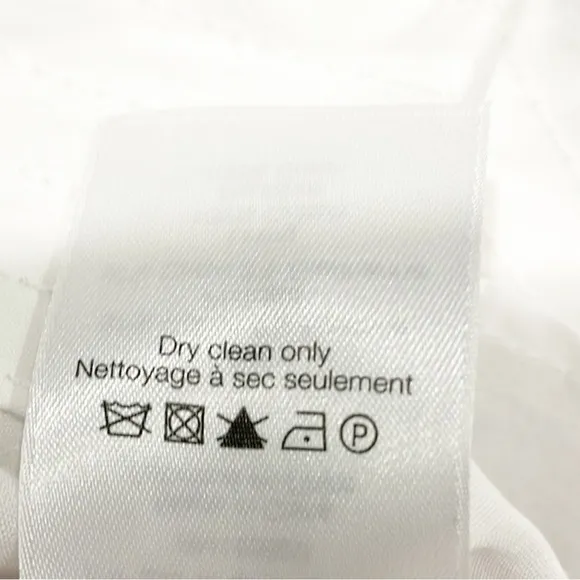 Dry clean only
Nettoyage à sec seulement
P